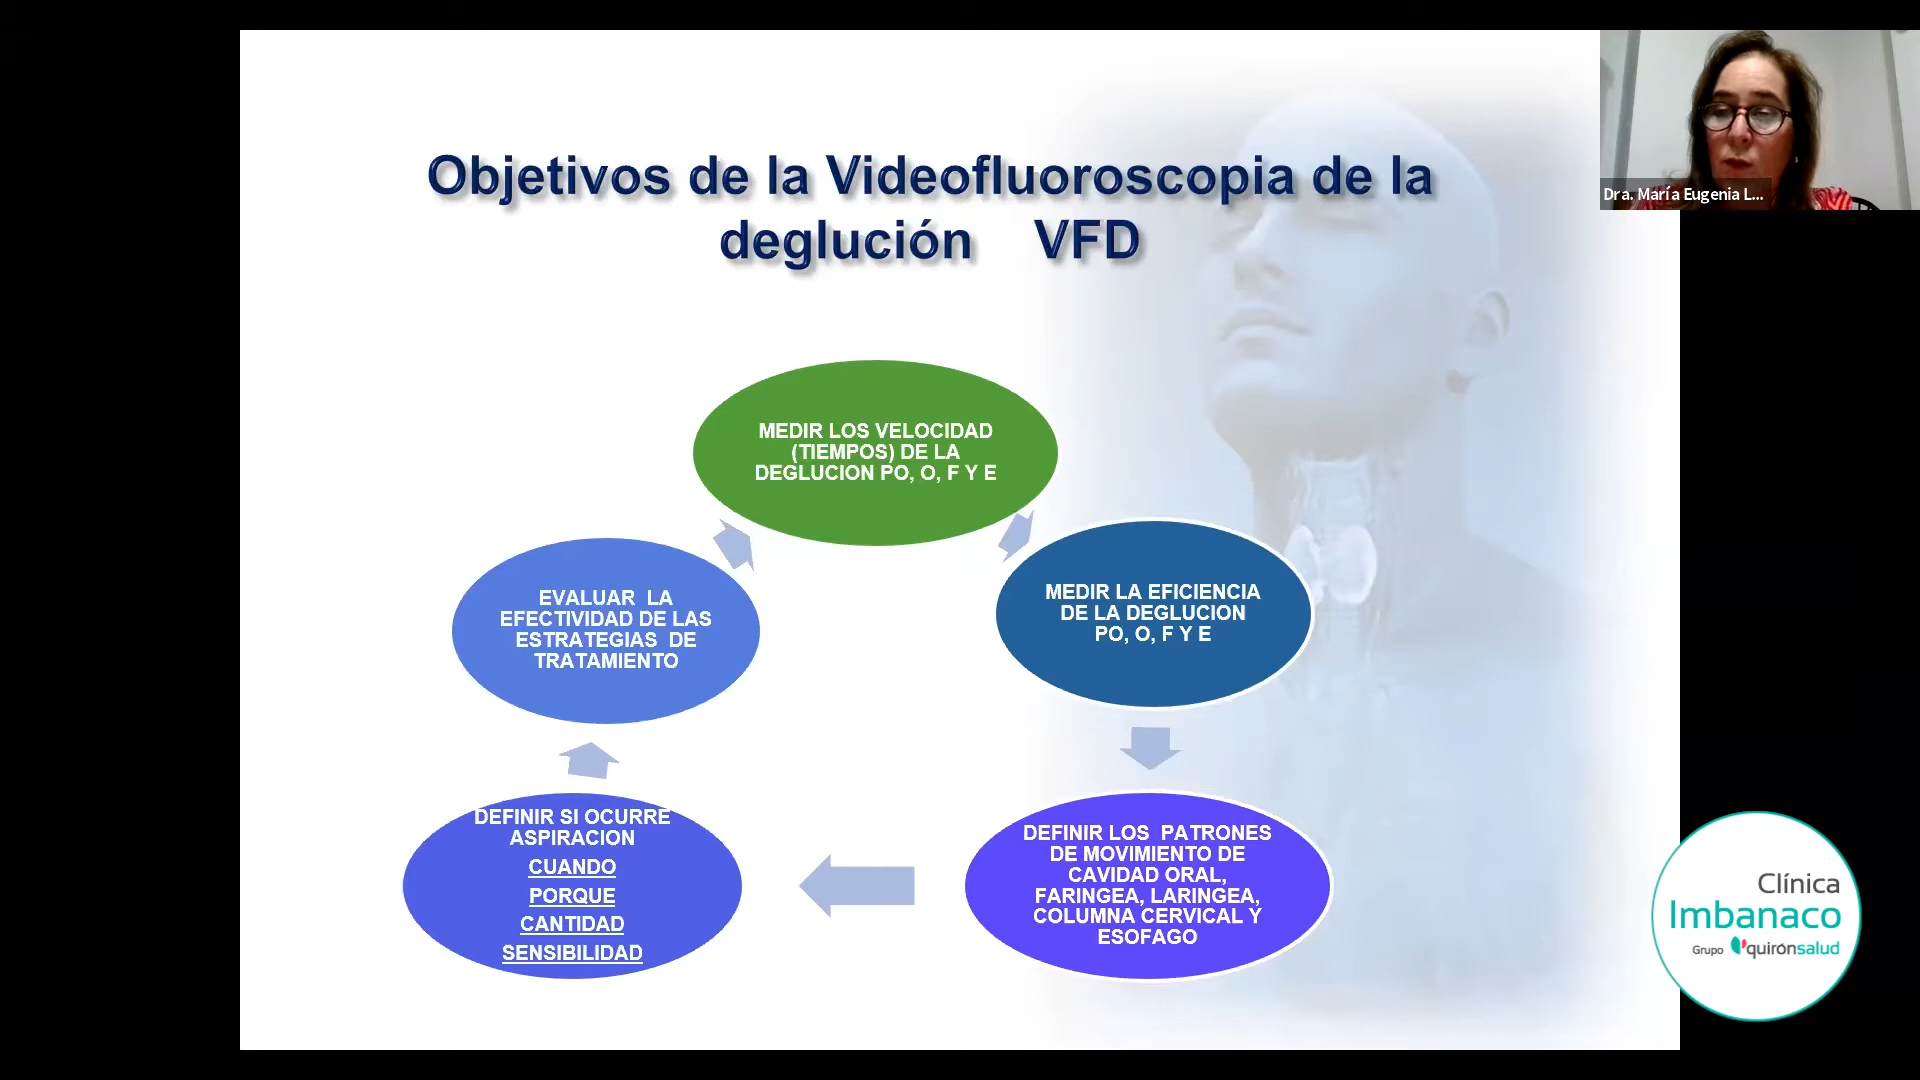 Objetivos de la Videofluoroscopia de la
deglución VFD
Dra. María Eugenia L...
MEDIR LOS VELOCIDAD
(TIEMPOS) DE LA
DEGLUCION PO, O, F Y E
MEDIR LA EFICIENCIA
DE LA DEGLUCION
PO, O, F Y E
DEFINIR LOS PATRONES
DE MOVIMIENTO DE
CAVIDAD ORAL,
FARINGEA, LARINGEA,
COLUMNA CERVICAL Y
ESOFAGO
DEFINIR SI OCURRE
ASPIRACION
CUANDO
PORQUE
CANTIDAD
SENSIBILIDAD
EVALUAR LA
EFECTIVIDAD DE LAS
ESTRATEGIAS DE
TRATAMIENTO
Clínica
Imbanaco
Grupo quirónsalud